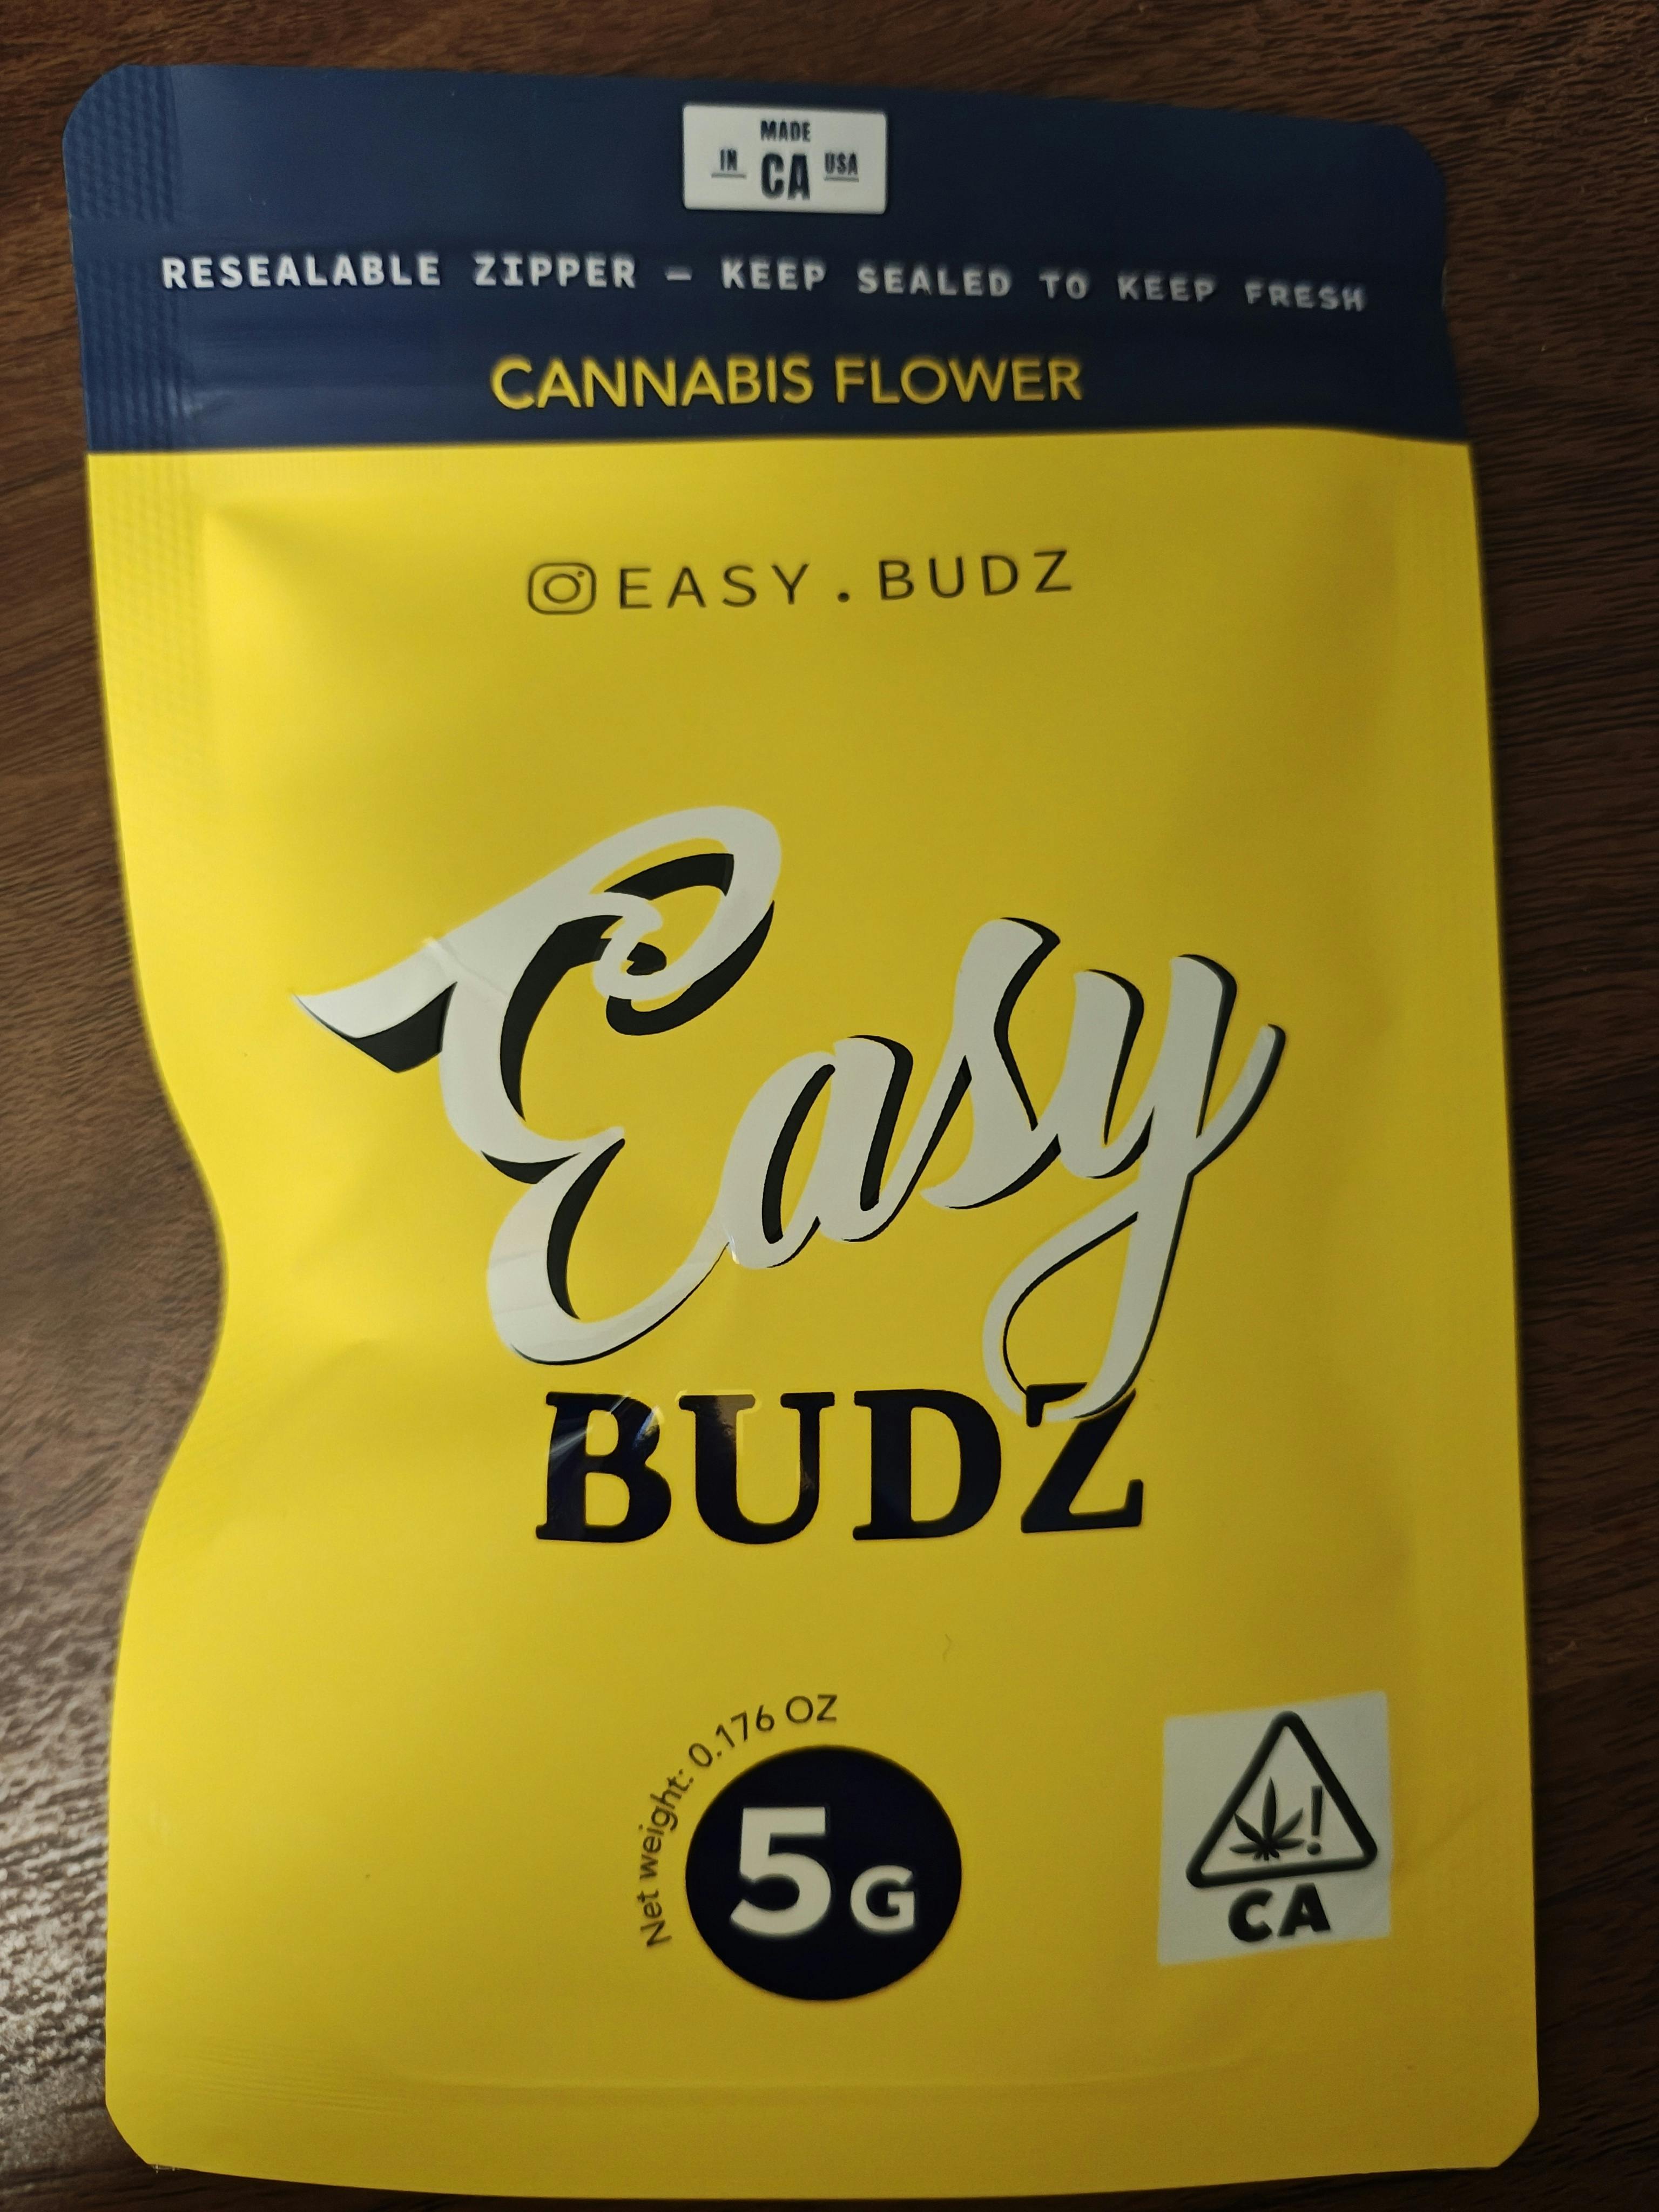 MADE
IN CA USA
RESEALABLE ZIPPER – KEEP SEALED TO KEEP FRESH
CANNABIS FLOWER
EASY.BUDZ
Easy
BUDZ
Net weight: 0.176 OZ
5G
!
CA